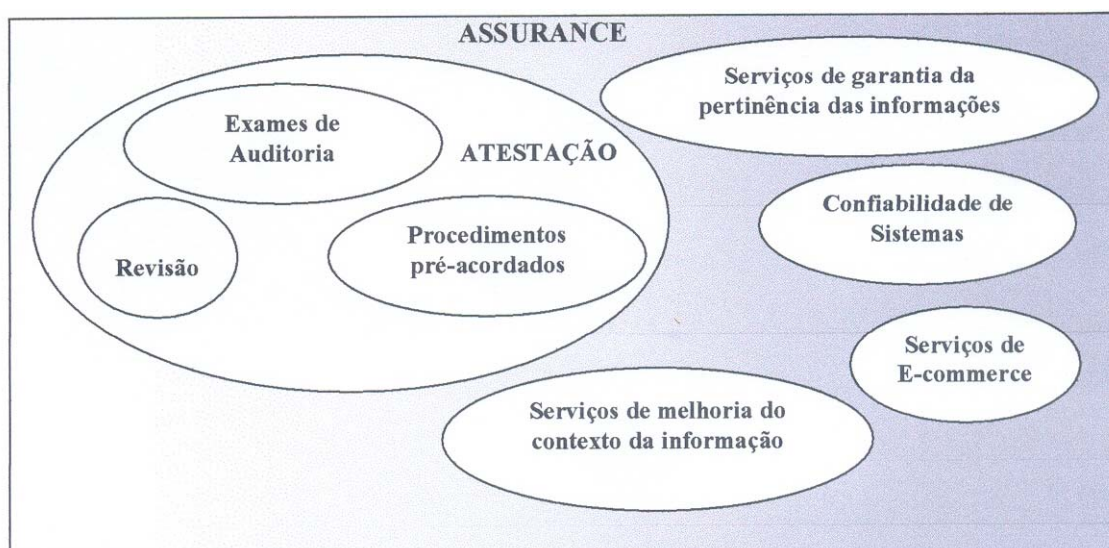 ASSURANCE
Serviços de garantia da
pertinência das informações
Exames de
Auditoria
ATESTAÇÃO
Confiabilidade de
Sistemas
Procedimentos
pré-acordados
Revisão
Serviços de
E-commerce
Serviços de melhoria do
contexto da informação